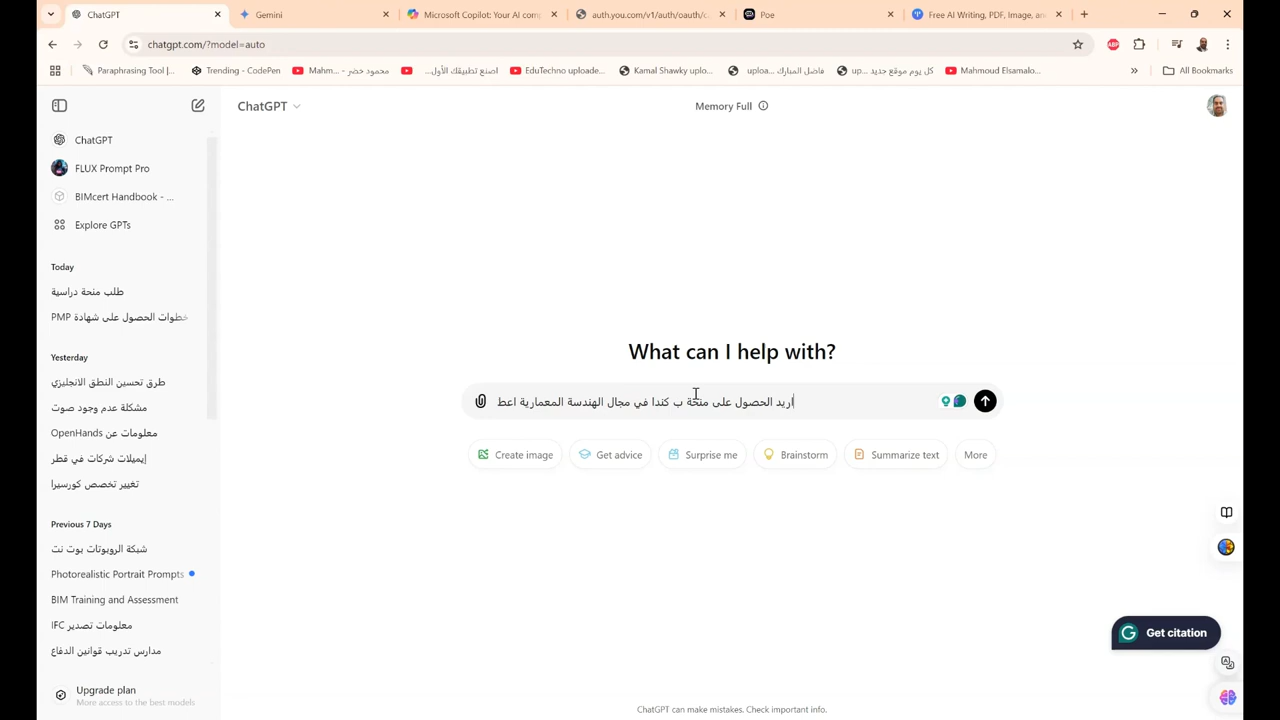 ChatGPT
Gemini
Microsoft Copilot: Your AI com
auth.you.com/v1/auth/oauth/c
Poe
Free AI Writing, PDF, Image, an
chatgpt.com/?model=auto
Paraphrasing Tool |...
Trending - CodePen
محمود خضر - Mahm...
اصنع تطبيقك الأول...
EduTechno uploade...
Kamal Shawky uplo...
فاضل المبارك uploa...
كل يوم موقع جديد up...
Mahmoud Elsamalo...
All Bookmarks
ChatGPT
Memory Full
ChatGPT
FLUX Prompt Pro
BIMcert Handbook - ...
Explore GPTs
Today
طلب منحة دراسية
خطوات الحصول على شهادة PMP
Yesterday
طرق تحسين النطق الانجليزي
مشكلة عدم وجود صوت
معلومات عن OpenHands
إيميلات شركات في قطر
تغيير تخصص كورسيرا
Previous 7 Days
شبكة الروبوتات بوت نت
Photorealistic Portrait Prompts
BIM Training and Assessment
معلومات تصدير IFC
مدارس تدريب قوانين الدفاع
Upgrade plan
More access to the best models
What can I help with?
اريد الحصول على منحة ب كندا في مجال الهندسة المعمارية اعط
Create image
Get advice
Surprise me
Brainstorm
Summarize text
More
Get citation
ChatGPT can make mistakes. Check important info.